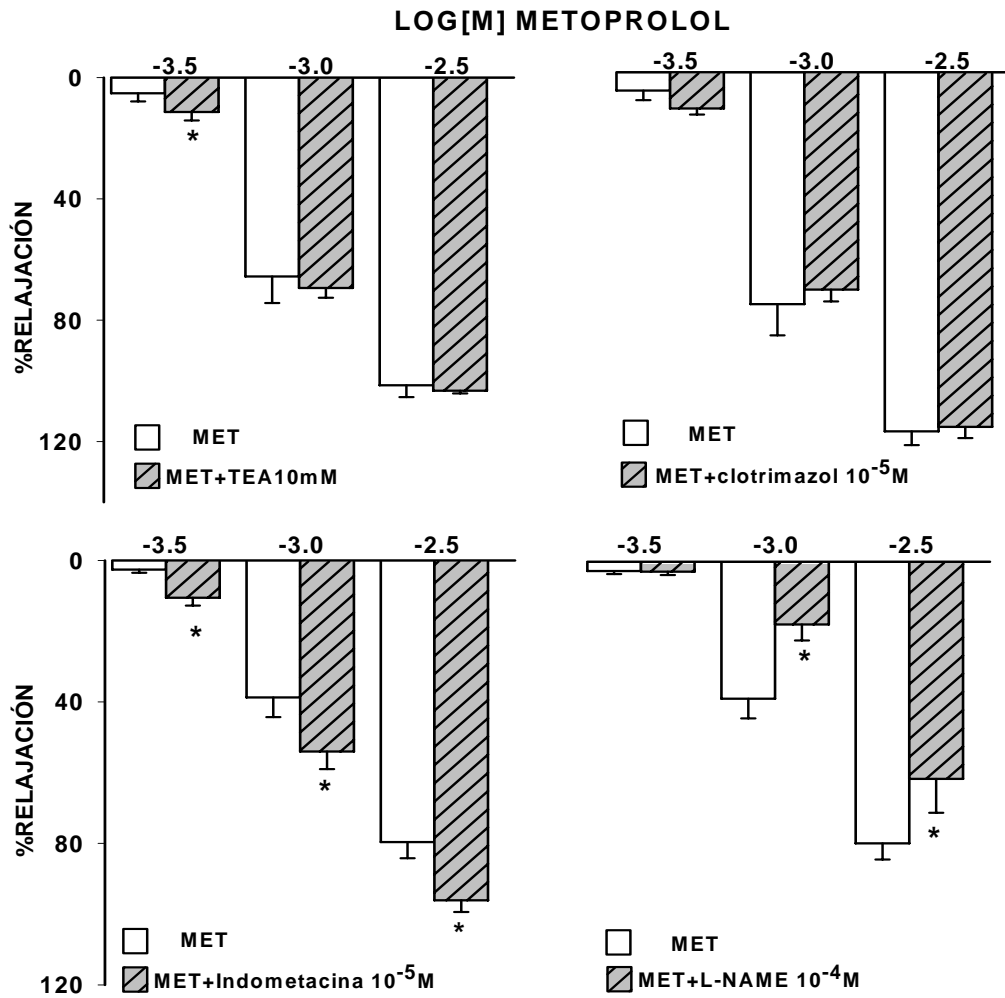 LOG[M] METOPROLOL
-3.5 -3.0 -2.5
0
40
80
120
%RELAJACIÓN
*
MET
MET+TEA10mM
-3.5 -3.0 -2.5
MET
MET+clotrimazol 10⁻⁵M
-3.5 -3.0 -2.5
0
40
80
120
%RELAJACIÓN
*
*
*
MET
MET+Indometacina 10⁻⁵M
-3.5 -3.0 -2.5
*
*
MET
MET+L-NAME 10⁻⁴M